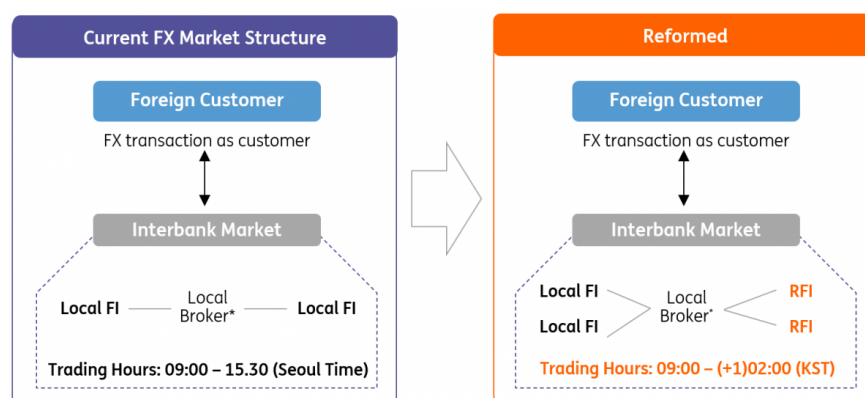 Current FX Market Structure
Foreign Customer
FX transaction as customer
Interbank Market
Local FI
Local
Broker*
Local FI
Trading Hours: 09:00 – 15.30 (Seoul Time)
Reformed
Foreign Customer
FX transaction as customer
Interbank Market
Local FI
Local FI
Local
Broker*
RFI
RFI
Trading Hours: 09:00 – (+1)02:00 (KST)